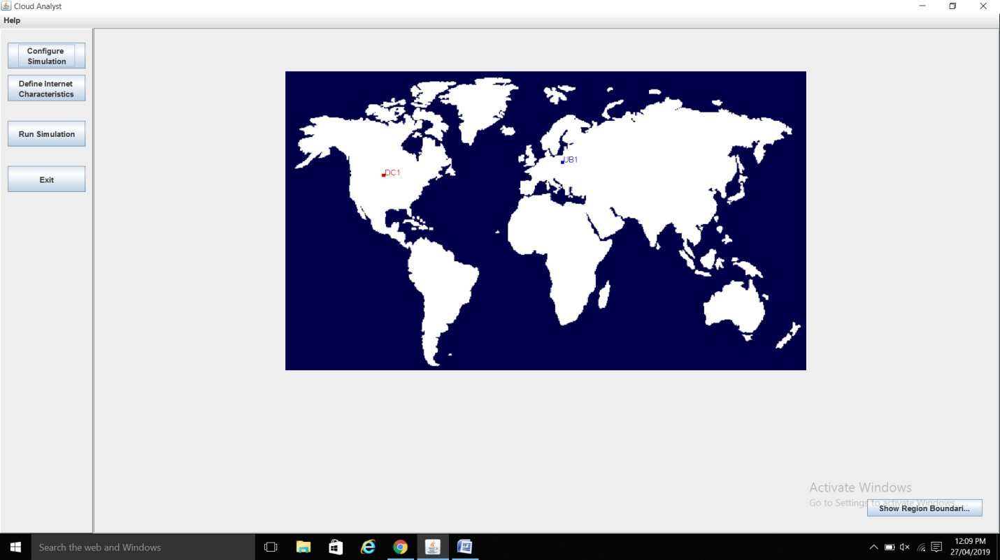 Cloud Analyst
Help
Configure
Simulation
Define Internet
Characteristics
Run Simulation
Exit
DC1
UB1
Activate Windows
Go to Settings to activate Windows.
Show Region Boundari...
Search the web and Windows
12:09 PM
27/04/2019